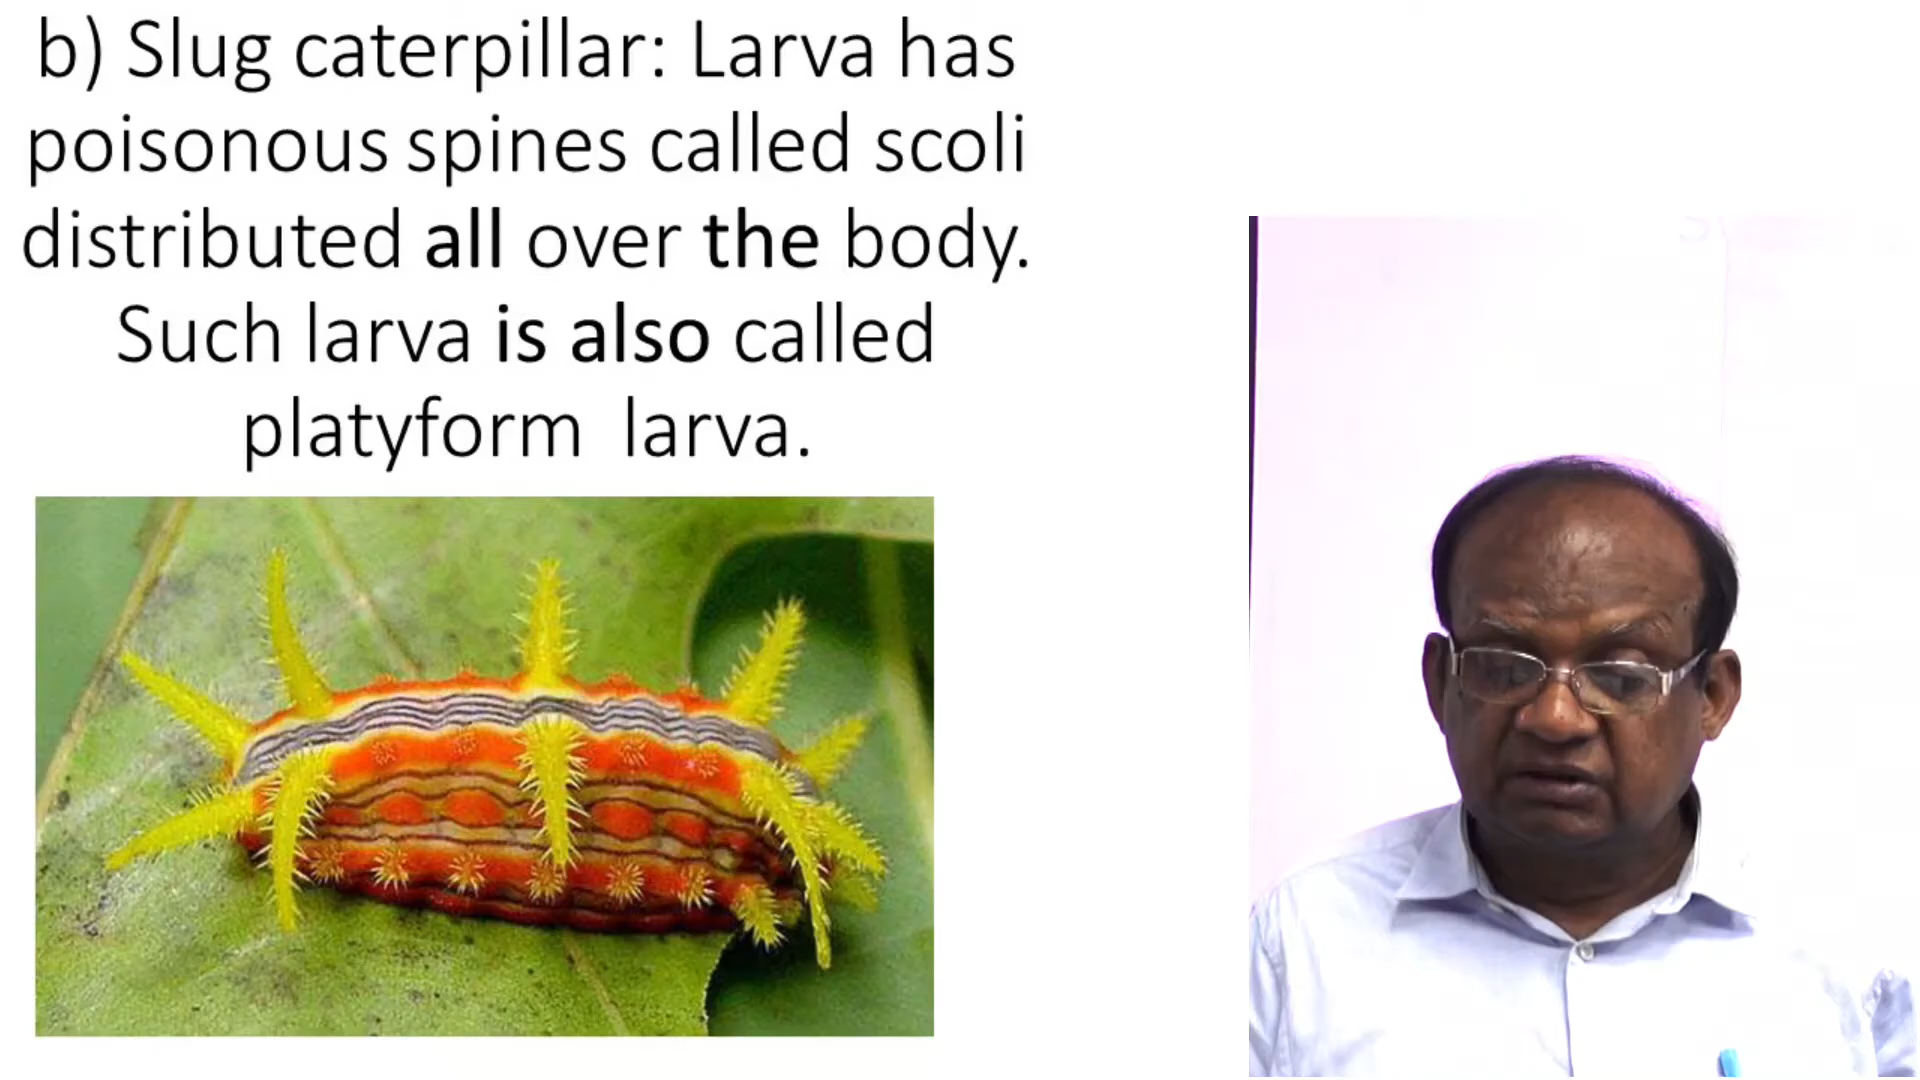 b) Slug caterpillar: Larva has
poisonous spines called scoli
distributed all over the body.
Such larva is also called
platyform larva.